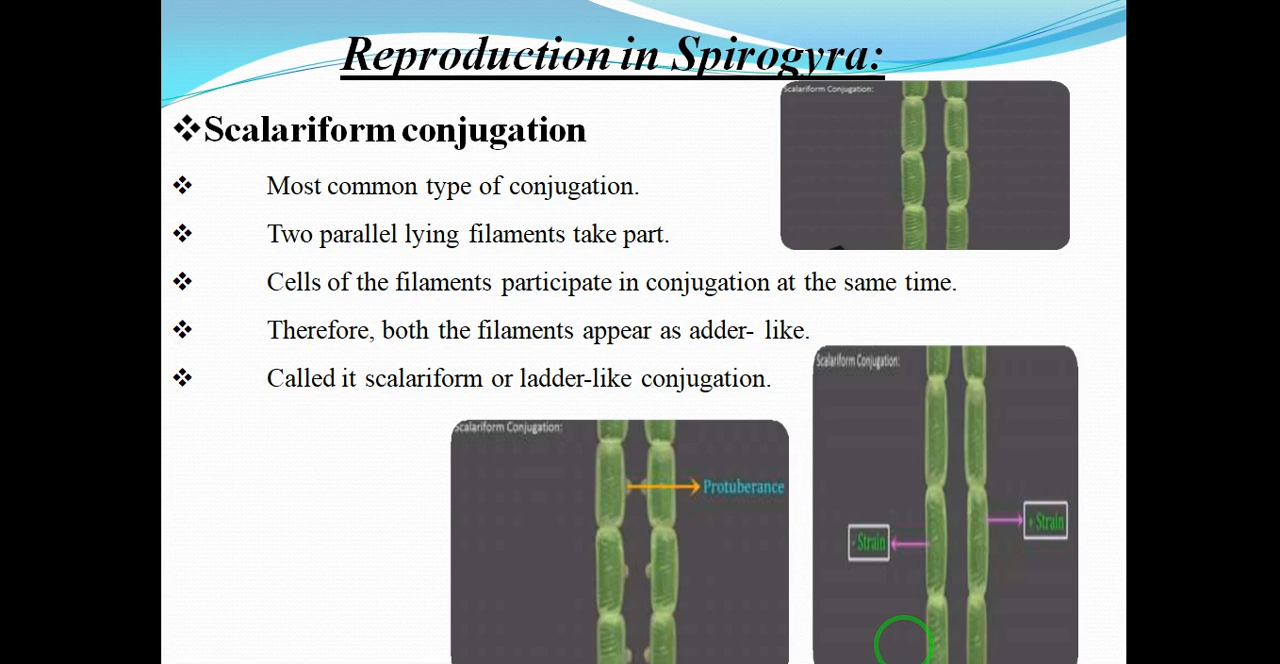 Reproduction in Spirogyra:
Scalariform Conjugation:
❖Scalariform conjugation
❖ Most common type of conjugation.
❖ Two parallel lying filaments take part.
❖ Cells of the filaments participate in conjugation at the same time.
❖ Therefore, both the filaments appear as adder- like.
❖ Called it scalariform or ladder-like conjugation.
Scalariform Conjugation:
- Strain
+ Strain
Scalariform Conjugation:
Protuberance